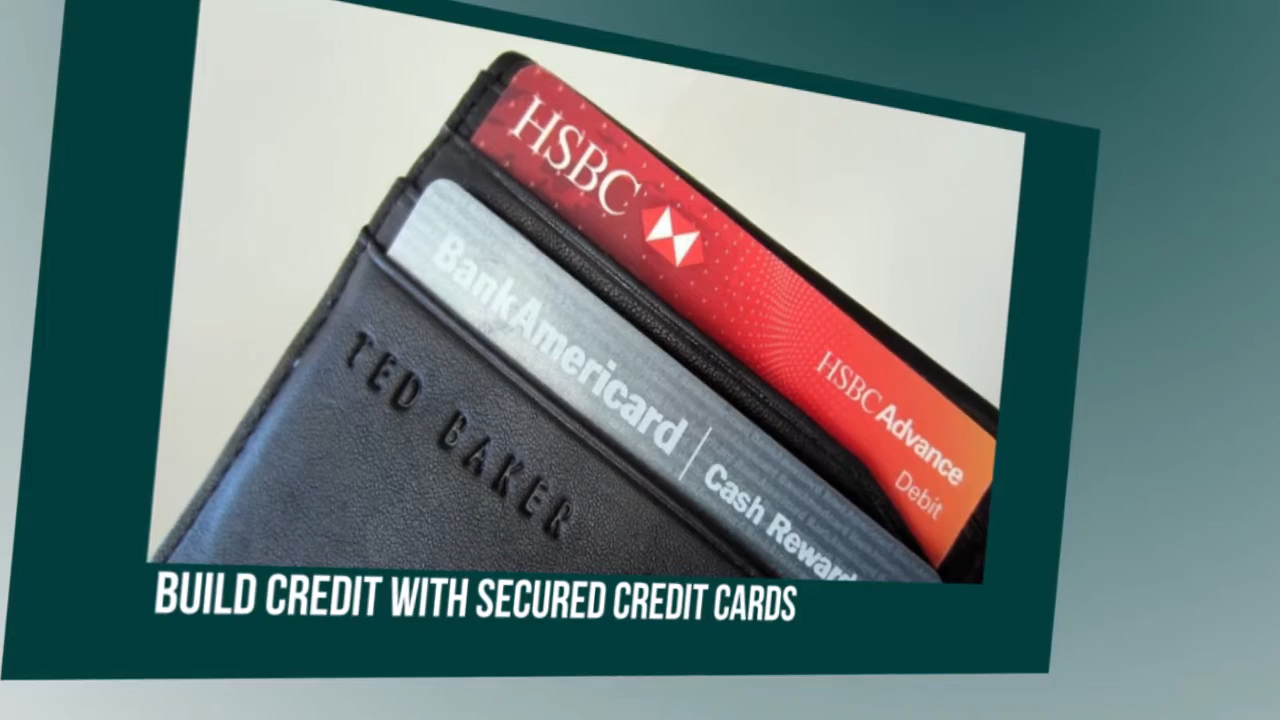 HSBC
HSBC Advance
Debit
BankAmericard | Cash Reward
TED BAKER
BUILD CREDIT WITH SECURED CREDIT CARDS